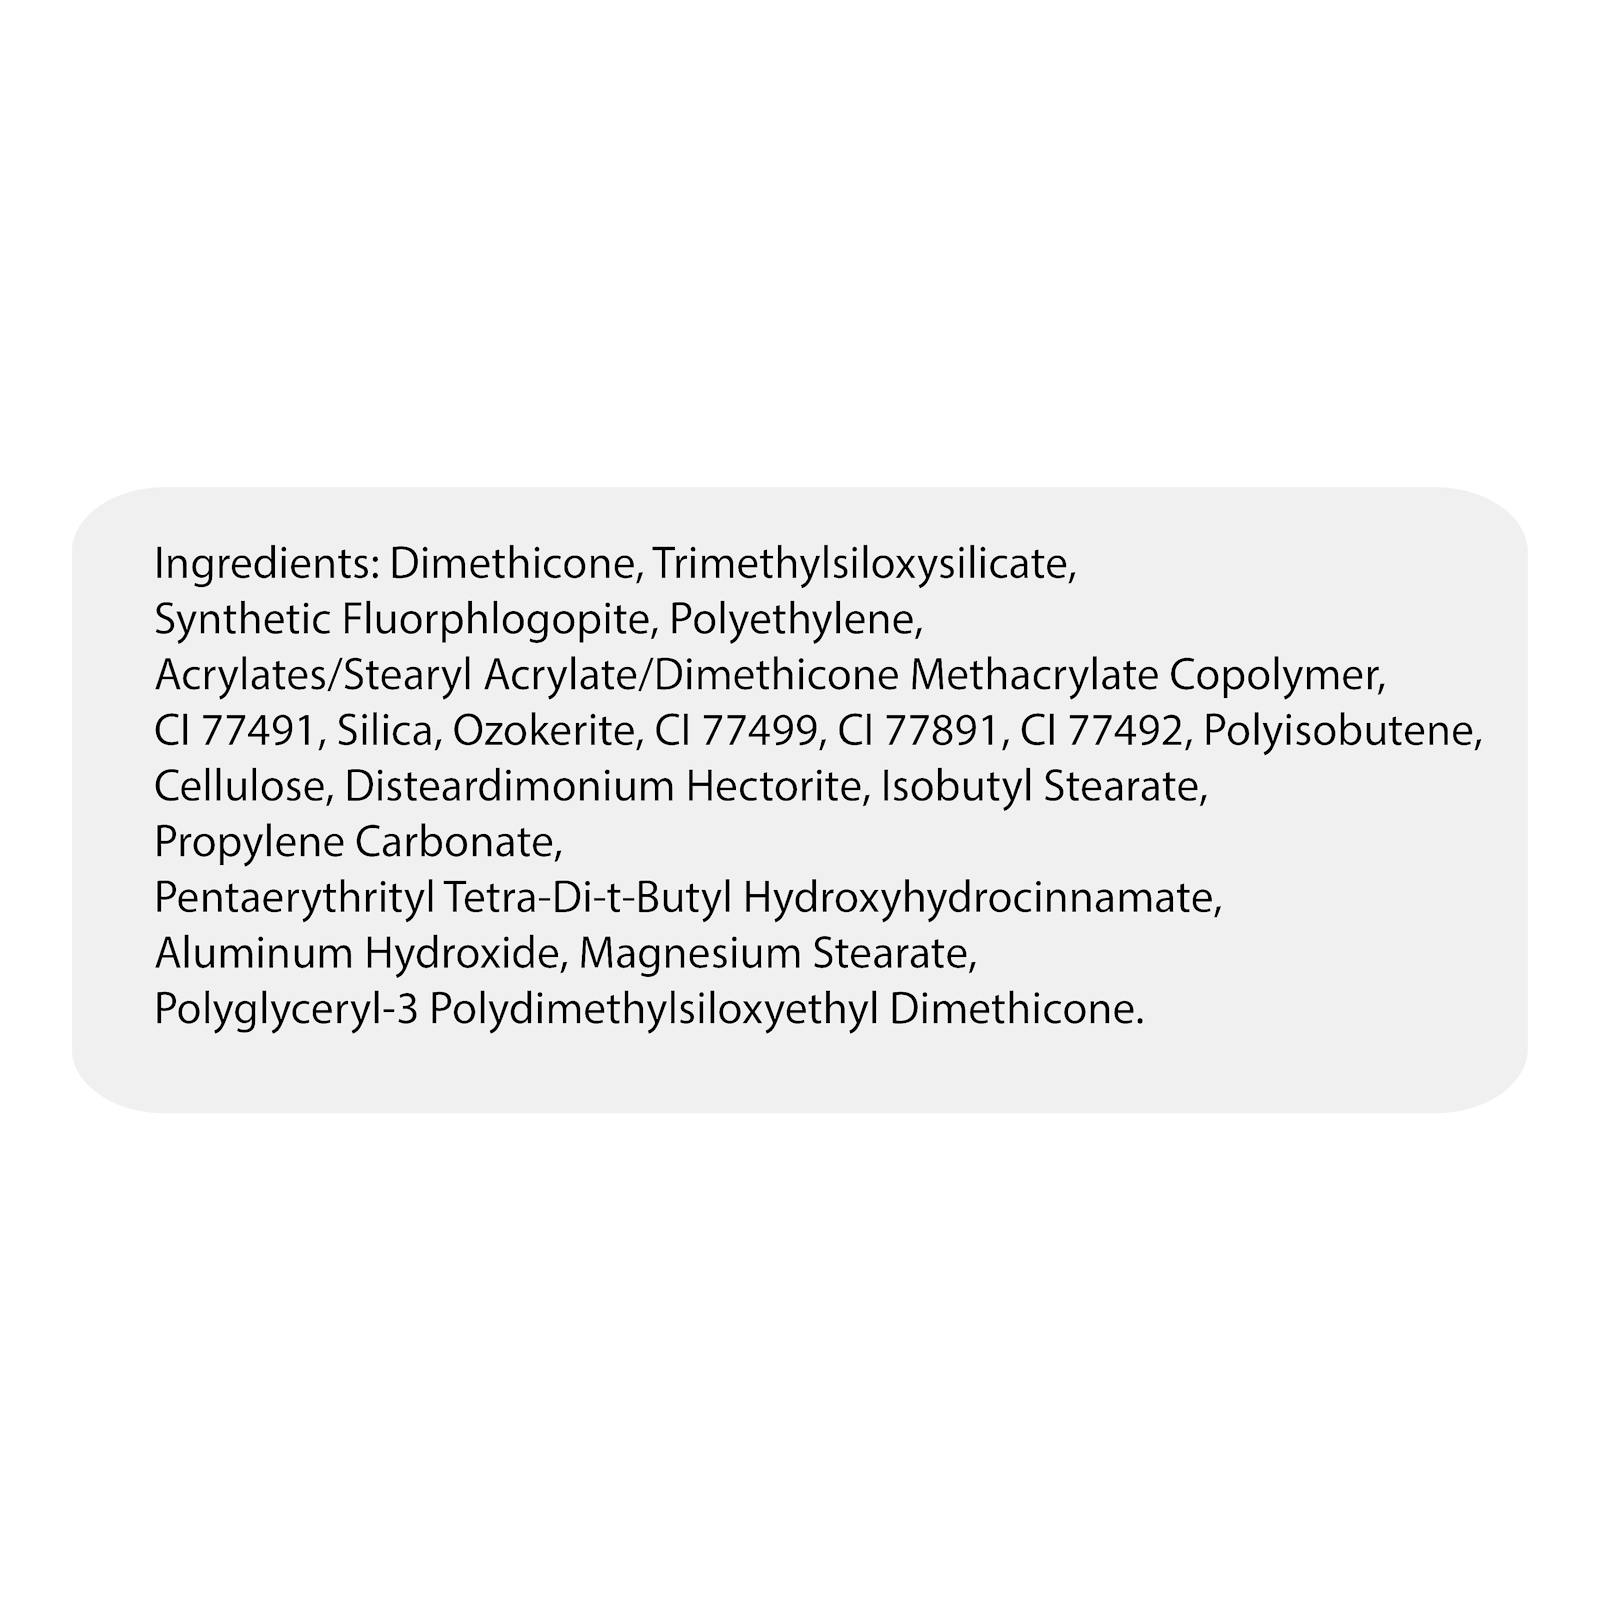 Ingredients: Dimethicone, Trimethylsiloxysilicate,
Synthetic Fluorphlogopite, Polyethylene,
Acrylates/Stearyl Acrylate/Dimethicone Methacrylate Copolymer,
CI 77491, Silica, Ozokerite, CI 77499, CI 77891, CI 77492, Polyisobutene,
Cellulose, Disteardimonium Hectorite, Isobutyl Stearate,
Propylene Carbonate,
Pentaerythrityl Tetra-Di-t-Butyl Hydroxyhydrocinnamate,
Aluminum Hydroxide, Magnesium Stearate,
Polyglyceryl-3 Polydimethylsiloxyethyl Dimethicone.